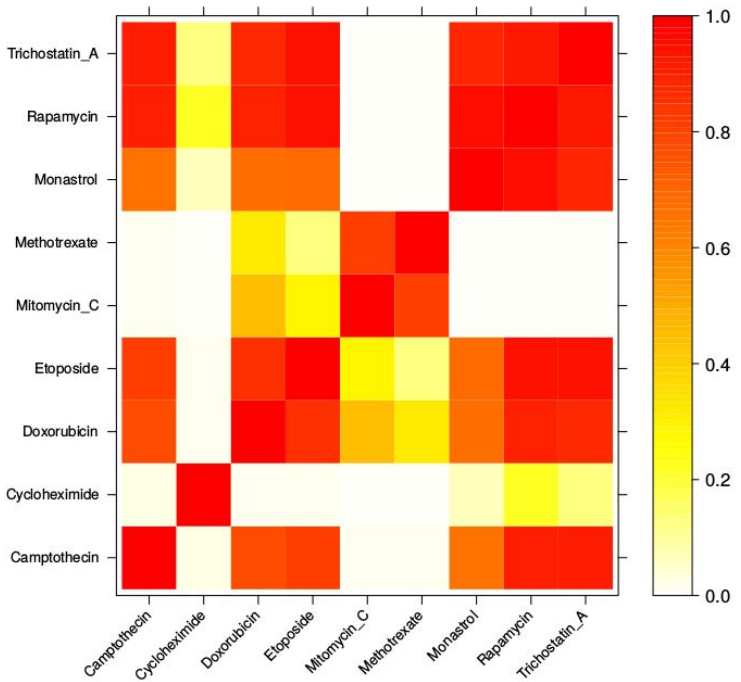 Trichostatin_A
Rapamycin
Monastrol
Methotrexate
Mitomycin_C
Etoposide
Doxorubicin
Cycloheximide
Camptothecin
Camptothecin
Cycloheximide
Doxorubicin
Etoposide
Mitomycin_C
Methotrexate
Monastrol
Rapamycin
Trichostatin_A
1.0
0.8
0.6
0.4
0.2
0.0